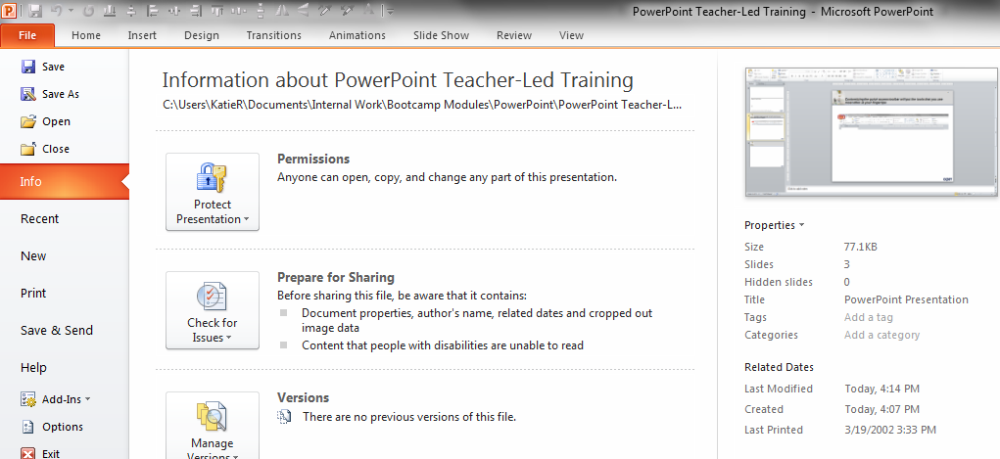 PowerPoint Teacher-Led Training - Microsoft PowerPoint
File Home Insert Design Transitions Animations Slide Show Review View
Save
Save As
Open
Close
Info
Recent
New
Print
Save & Send
Help
Add-Ins
Options
Exit
Information about PowerPoint Teacher-Led Training
C:\Users\KatieR\Documents\Internal Work\Bootcamp Modules\PowerPoint\PowerPoint Teacher-L...
Protect
Presentation
Permissions
Anyone can open, copy, and change any part of this presentation.
Check for
Issues
Prepare for Sharing
Before sharing this file, be aware that it contains:
Document properties, author's name, related dates and cropped out
image data
Content that people with disabilities are unable to read
Manage
Versions
Versions
There are no previous versions of this file.
Properties
Size 77.1KB
Slides 3
Hidden slides 0
Title PowerPoint Presentation
Tags Add a tag
Categories Add a category
Related Dates
Last Modified Today, 4:14 PM
Created Today, 4:07 PM
Last Printed 3/19/2002 3:33 PM